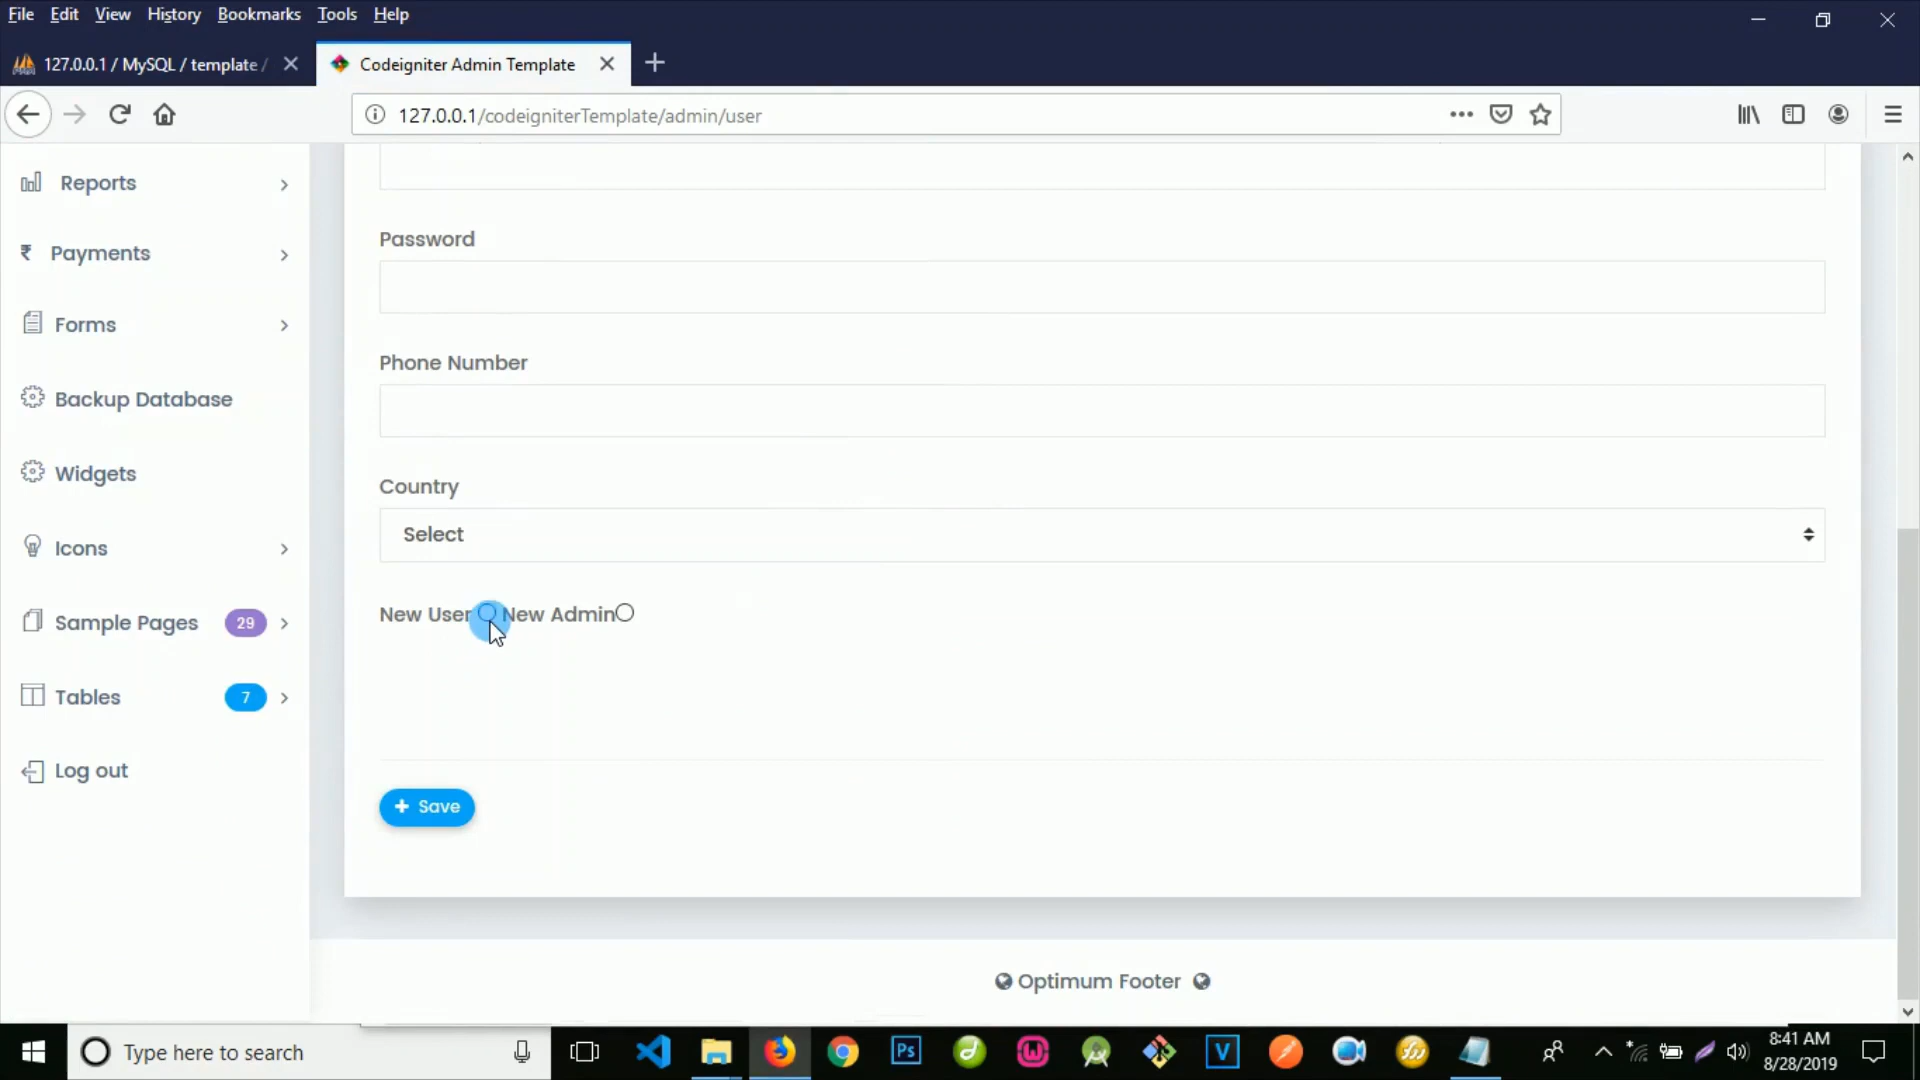 File Edit View History Bookmarks Tools Help
127.0.0.1 / MySQL / template /
Codeigniter Admin Template
127.0.0.1/codeigniterTemplate/admin/user
Reports
₹ Payments
Forms
Backup Database
Widgets
Icons
Sample Pages 29
Tables 7
Log out
Password
Phone Number
Country
Select
New User New Admin
+ Save
Optimum Footer
Type here to search
Ps
V
8:41 AM
8/28/2019